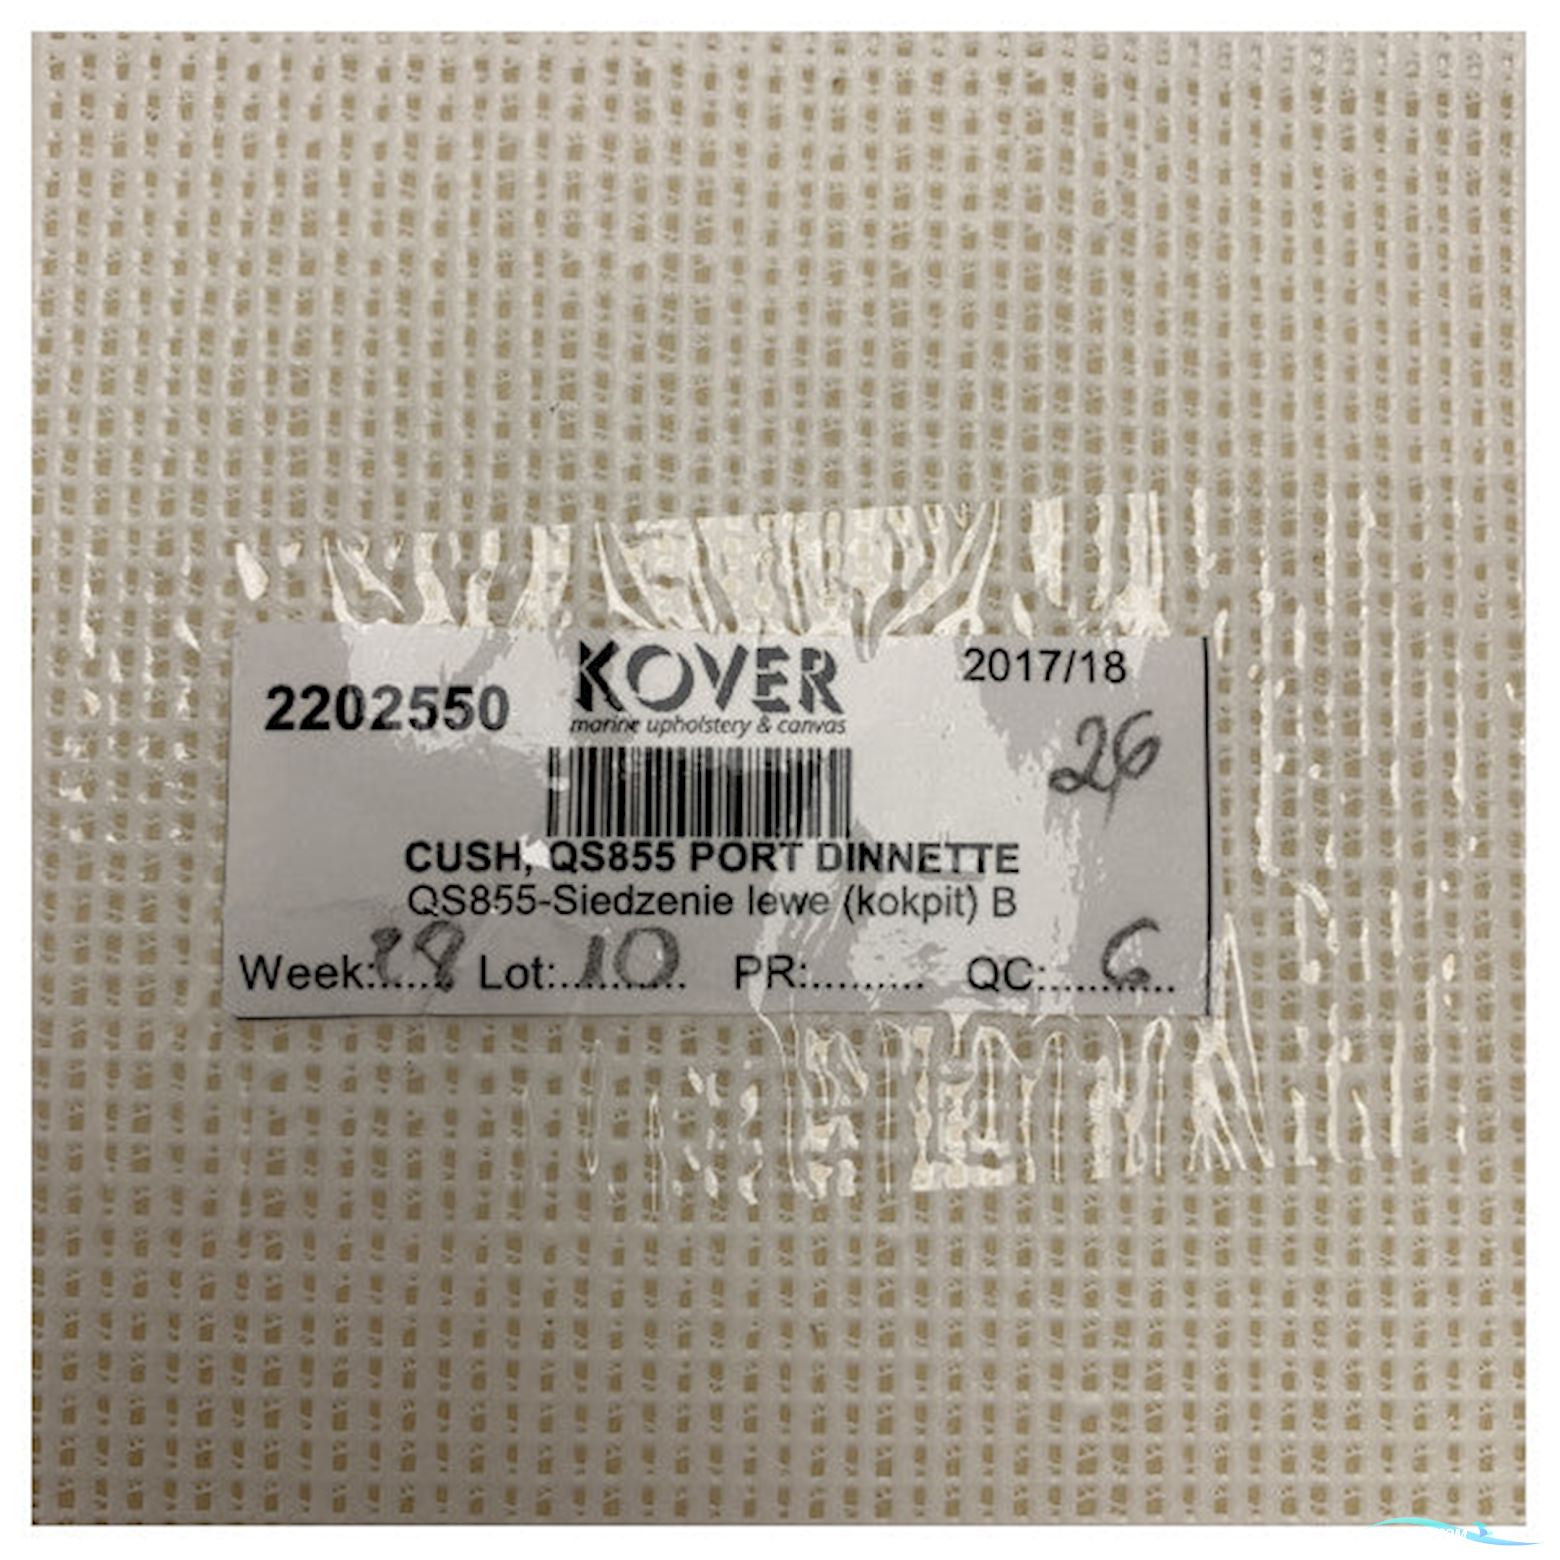 KOVER
marine upholstery & canvas
2017/18
2202550
26
CUSH, QS855 PORT DINNETTE
QS855-Siedzenie lewe (kokpit) B
Week:..... Lot:..10..... PR:......... QC:....6.....